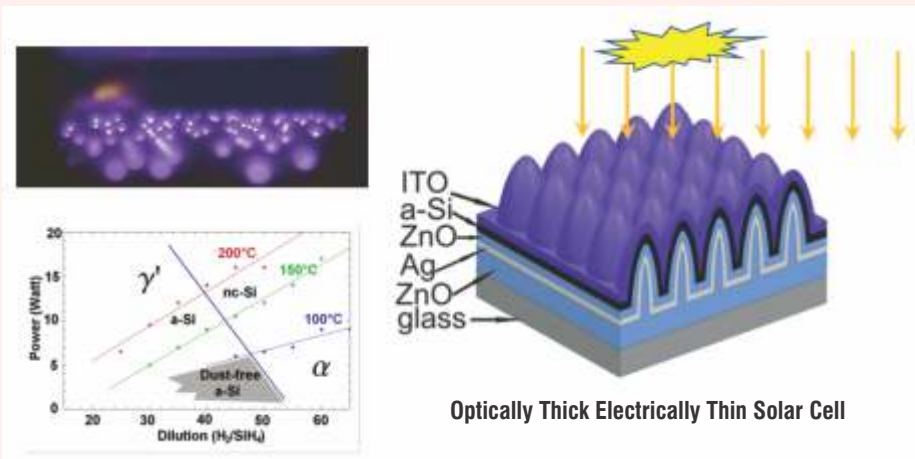 20
15
10
5
0
Power (Watt)
γ'
a-Si
nc-Si
200°C
150°C
100°C
α
Dust-free
a-Si
20 30 40 50 60
Dilution (H₂/SiH₄)
ITO
a-Si
ZnO
Ag
ZnO
glass
Optically Thick Electrically Thin Solar Cell